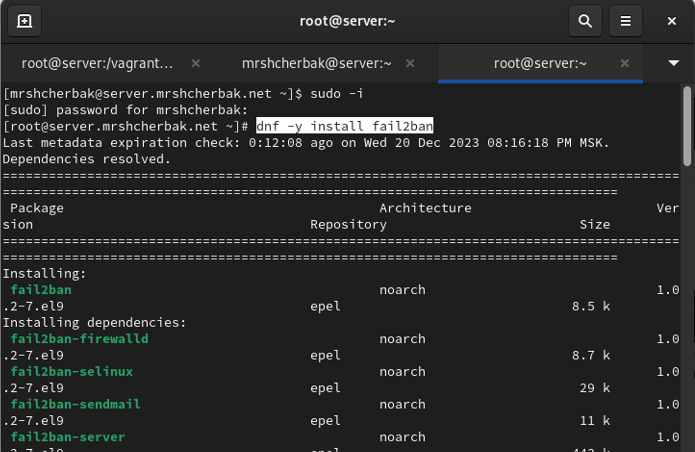 root@server:~
root@server:/vagrant... mrshcherbak@server:~ root@server:~
[mrshcherbak@server.mrshcherbak.net ~]$ sudo -i
[sudo] password for mrshcherbak:
[root@server.mrshcherbak.net ~]# dnf -y install fail2ban
Last metadata expiration check: 0:12:08 ago on Wed 20 Dec 2023 08:16:18 PM MSK.
Dependencies resolved.
================================================================================
================================================================================
Package Architecture Ver
sion Repository Size
================================================================================
================================================================================
Installing:
fail2ban noarch 1.0
.2-7.el9 epel 8.5 k
Installing dependencies:
fail2ban-firewalld noarch 1.0
.2-7.el9 epel 8.7 k
fail2ban-selinux noarch 1.0
.2-7.el9 epel 29 k
fail2ban-sendmail noarch 1.0
.2-7.el9 epel 11 k
fail2ban-server noarch 1.0